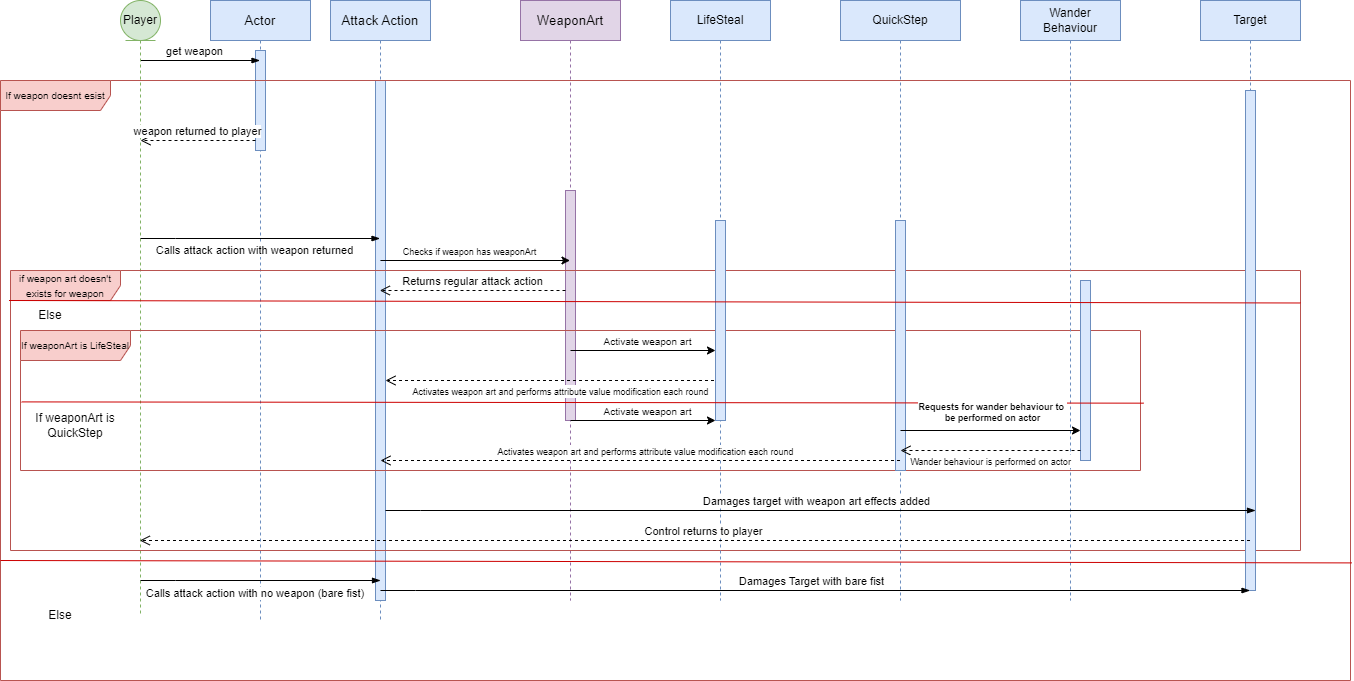 Player
Actor
Attack Action
WeaponArt
LifeSteal
QuickStep
Wander
Behaviour
Target
get weapon
If weapon doesnt esist
weapon returned to player
Calls attack action with weapon returned
Checks if weapon has weaponArt
if weapon art doesn't
exists for weapon
Returns regular attack action
Else
If weaponArt is LifeSteal
Activate weapon art
Activates weapon art and performs attribute value modification each round
If weaponArt is
QuickStep
Activate weapon art
Requests for wander behaviour to
be performed on actor
Activates weapon art and performs attribute value modification each round
Wander behaviour is performed on actor
Damages target with weapon art effects added
Control returns to player
Calls attack action with no weapon (bare fist)
Damages Target with bare fist
Else